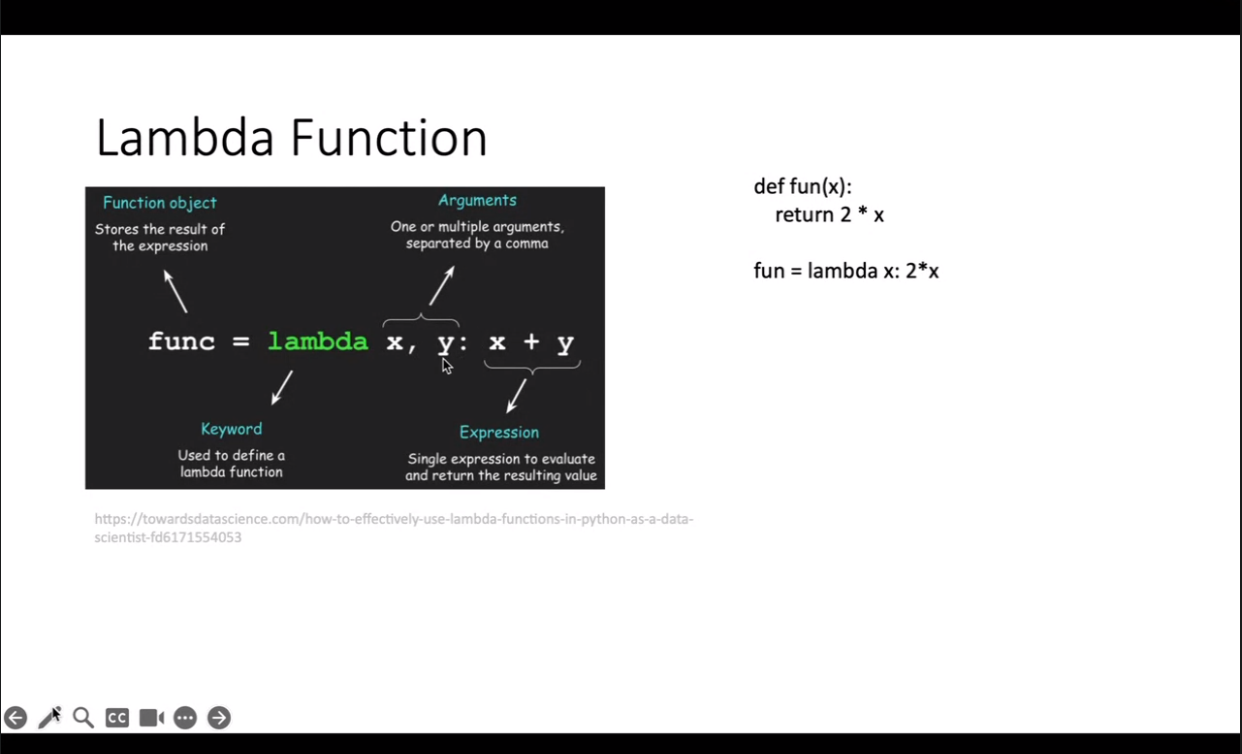 Lambda Function
Function object
Stores the result of
the expression
Arguments
One or multiple arguments,
separated by a comma
func = lambda x, y: x + y
Keyword
Used to define a
lambda function
Expression
Single expression to evaluate
and return the resulting value
https://towardsdatascience.com/how-to-effectively-use-lambda-functions-in-python-as-a-data-
scientist-fd6171554053
def fun(x):
return 2 * x
fun = lambda x: 2*x
CC